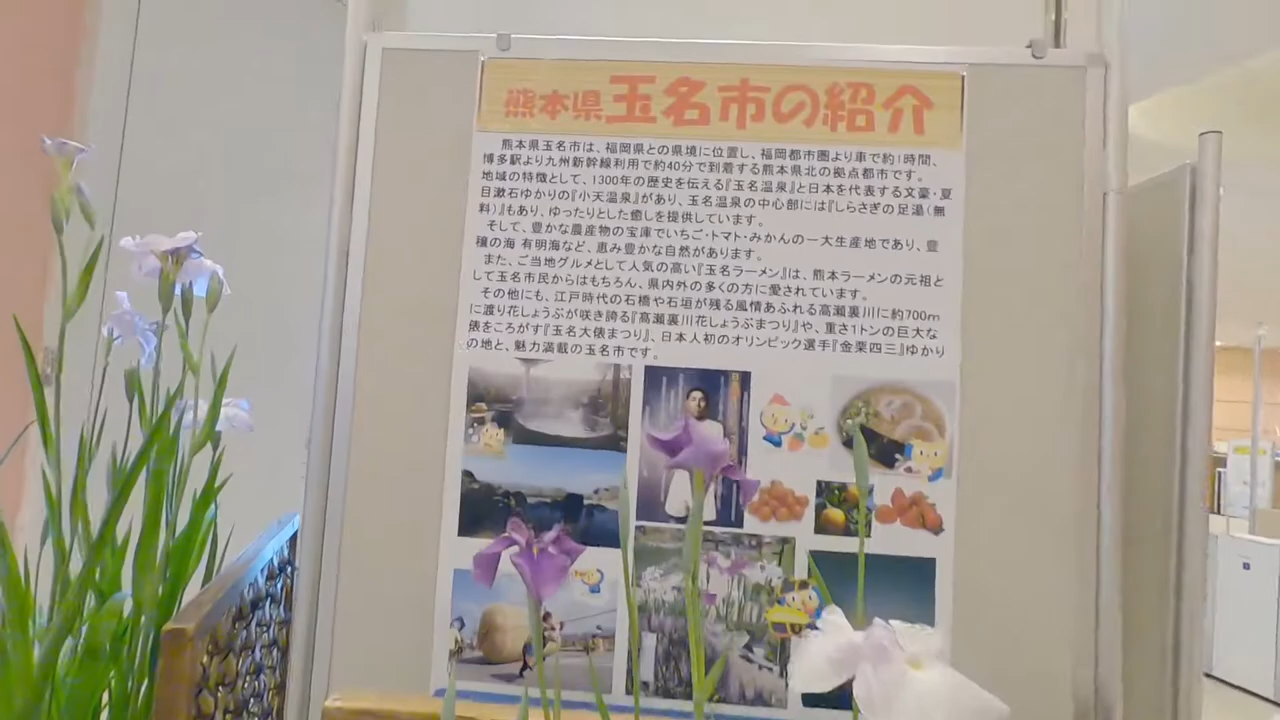 熊本県玉名市の紹介
熊本県玉名市は、福岡県との県境に位置し、福岡都市圏より車で約1時間、
博多駅より九州新幹線利用で約40分で到着する熊本県北の拠点都市です。
地域の特徴として、1300年の歴史を伝える『玉名温泉』と日本を代表する文豪・夏
目漱石ゆかりの『小天温泉』があり、玉名温泉の中心部には『しらさぎの足湯（無
料）』もあり、ゆったりとした癒しを提供しています。
そして、豊かな農産物の宝庫でいちご・トマト・みかんの一大生産地であり、豊
穣の海 有明海など、恵み豊かな自然があります。
また、ご当地グルメとして人気の高い『玉名ラーメン』は、熊本ラーメンの元祖と
して玉名市民からはもちろん、県内外の多くの方に愛されています。
その他にも、江戸時代の石橋や石垣が残る風情あふれる高瀬裏川に約700m
に渡り花しょうぶが咲き誇る『高瀬裏川花しょうぶまつり』や、重さ1トンの巨大な
俵をころがす『玉名大俵まつり』、日本人初のオリンピック選手『金栗四三』ゆかり
の地と、魅力満載の玉名市です。